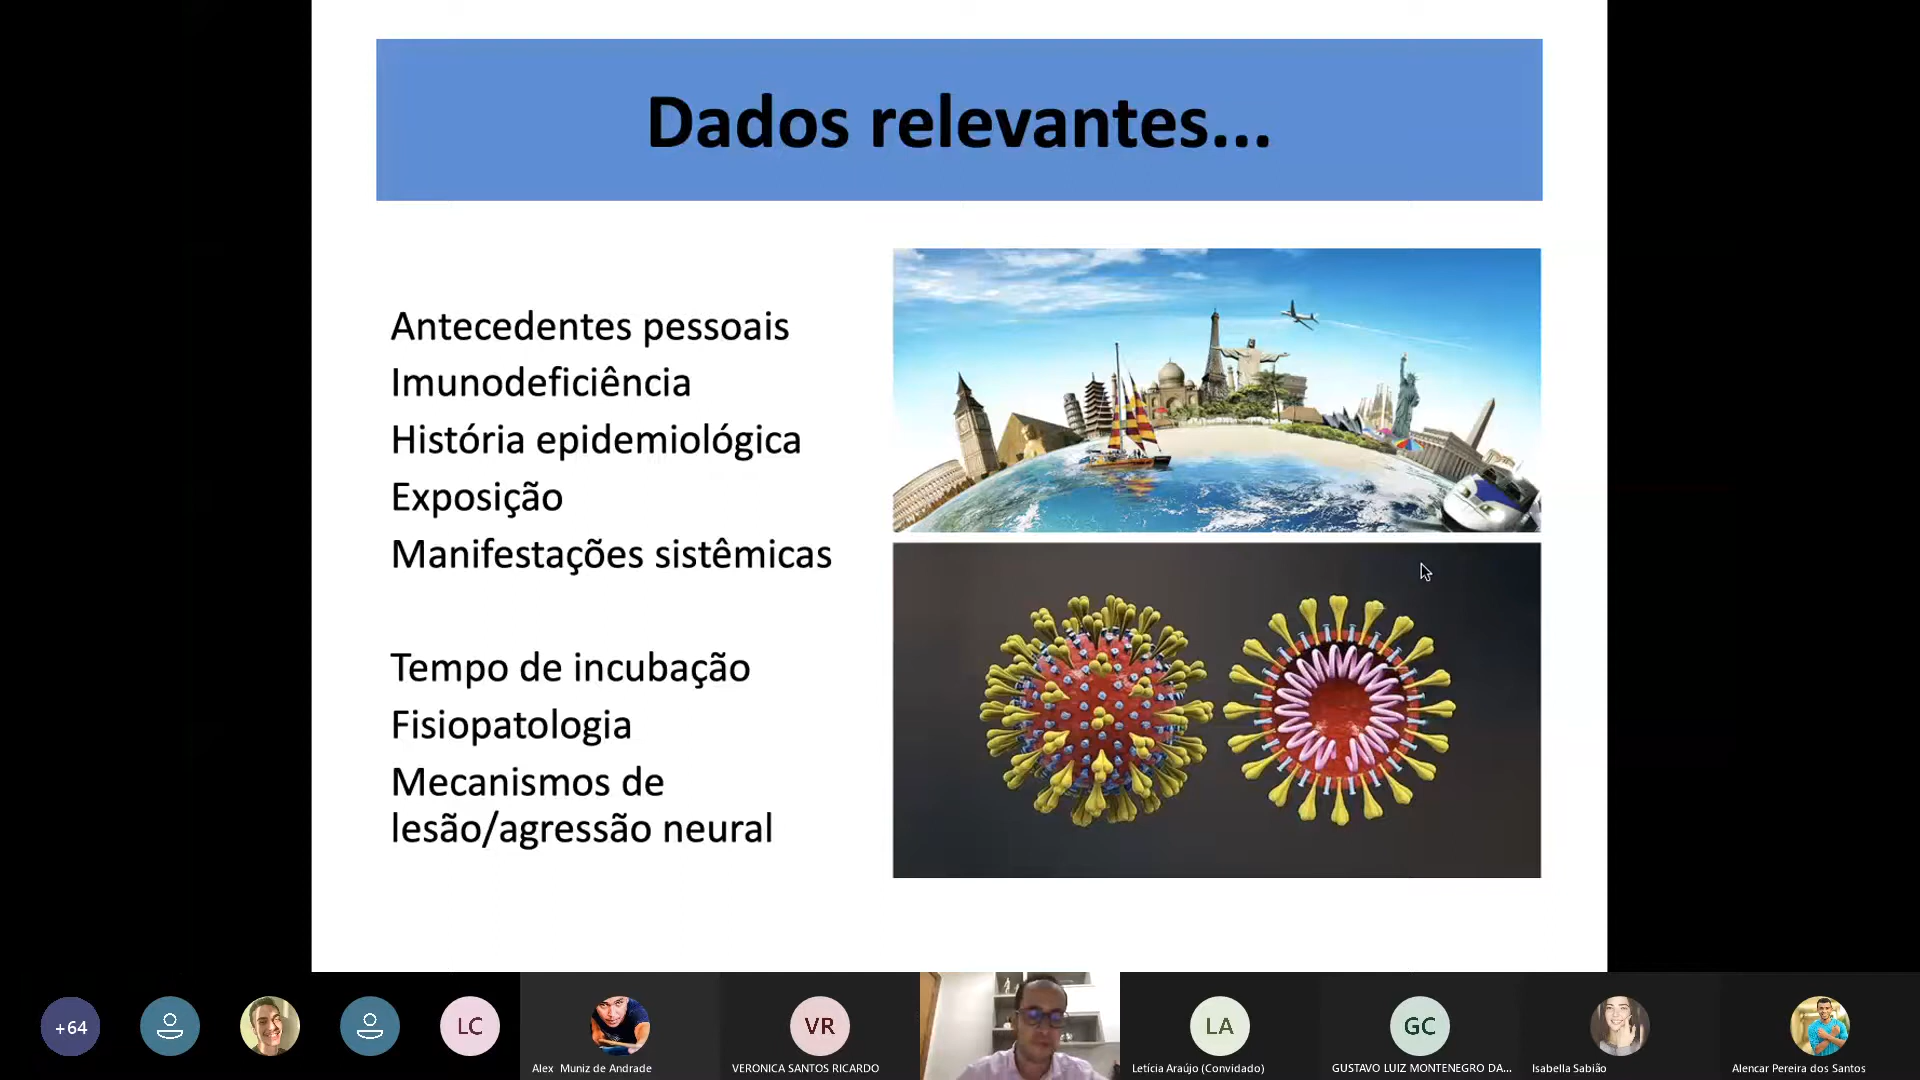 Dados relevantes...
Antecedentes pessoais
Imunodeficiência
História epidemiológica
Exposição
Manifestações sistêmicas
Tempo de incubação
Fisiopatologia
Mecanismos de
lesão/agressão neural
+64
LC
VR
LA
GC
Alex Muniz de Andrade
VERONICA SANTOS RICARDO
Letícia Araújo (Convidado)
GUSTAVO LUIZ MONTENEGRO DA...
Isabella Sabião
Alencar Pereira dos Santos